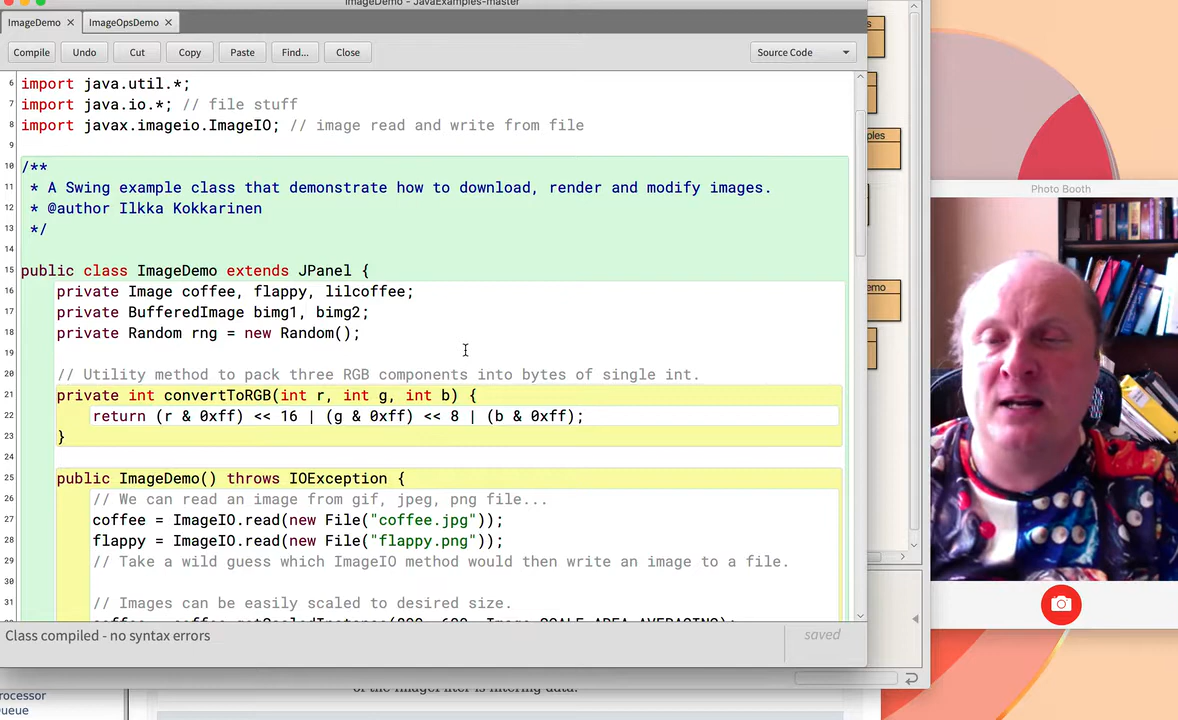 ImageDemo - JavaExamples-master
ImageDemo × ImageOpsDemo ×
Compile Undo Cut Copy Paste Find... Close Source Code
6 import java.util.*;
7 import java.io.*; // file stuff
8 import javax.imageio.ImageIO; // image read and write from file
9
10 /**
11 * A Swing example class that demonstrate how to download, render and modify images.
12 * @author Ilkka Kokkarinen
13 */
14
15 public class ImageDemo extends JPanel {
16 private Image coffee, flappy, lilcoffee;
17 private BufferedImage bimg1, bimg2;
18 private Random rng = new Random();
19
20 // Utility method to pack three RGB components into bytes of single int.
21 private int convertToRGB(int r, int g, int b) {
22 return (r & 0xff) << 16 | (g & 0xff) << 8 | (b & 0xff);
23 }
24
25 public ImageDemo() throws IOException {
26 // We can read an image from gif, jpeg, png file...
27 coffee = ImageIO.read(new File("coffee.jpg"));
28 flappy = ImageIO.read(new File("flappy.png"));
29 // Take a wild guess which ImageIO method would then write an image to a file.
30
31 // Images can be easily scaled to desired size.
Class compiled - no syntax errors
saved
s
ples
emo
Photo Booth
rocessor
ueue